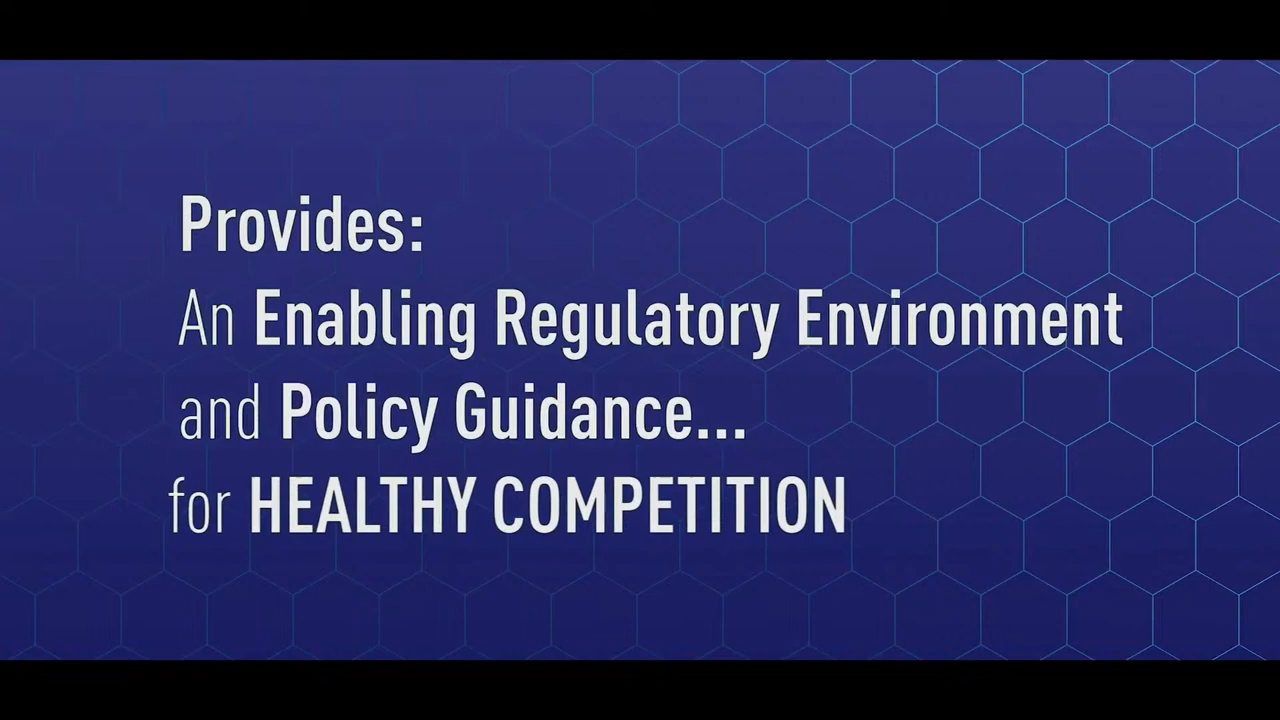 Provides:
An Enabling Regulatory Environment
and Policy Guidance...
for HEALTHY COMPETITION